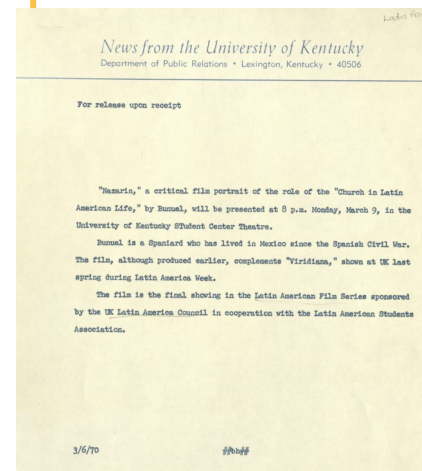 Latin Am
News from the University of Kentucky
Department of Public Relations • Lexington, Kentucky • 40506
For release upon receipt
"Nazarin," a critical film portrait of the role of the "Church in Latin
American Life," by Bunuel, will be presented at 8 p.m. Monday, March 9, in the
University of Kentucky STudent Center Theatre.
Bunuel is a Spaniard who has lived in Mexico since the Spanish Civil War.
The film, although produced earlier, complements "Viridiana," shown at UK last
spring during Latin America Week.
The film is the final showing in the Latin American Film Series sponsored
by the UK Latin America Council in cooperation with the Latin American Students
Association.
3/6/70 ##bb##